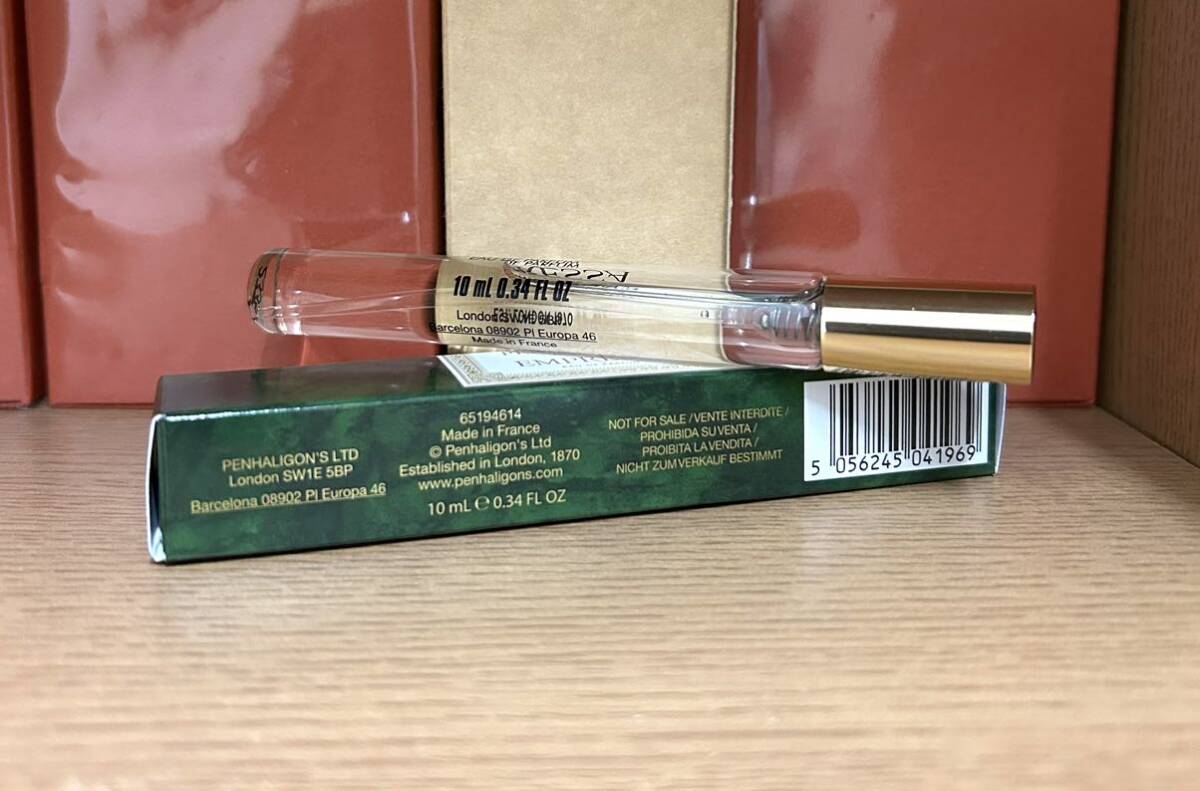 10 mL 0.34 FL OZ
London
Barcelona 08902 Pl Europa 46
Made in France
PENHALIGON'S LTD
London SW1E 5BP
Barcelona 08902 Pl Europa 46
65194614
Made in France
© Penhaligon's Ltd
Established in London, 1870
www.penhaligons.com
10 mL ℮ 0.34 FL OZ
NOT FOR SALE / VENTE INTERDITE /
PROHIBIDA SU VENTA /
PROIBITA LA VENDITA /
NICHT ZUM VERKAUF BESTIMMT
5 056245 041969